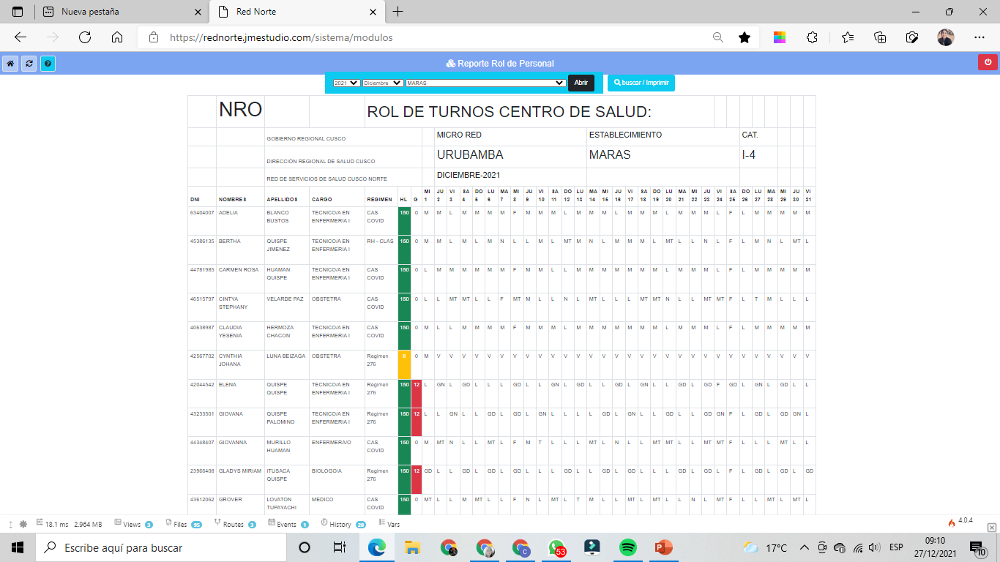 Nueva pestaña
Red Norte
https://rednorte.jmestudio.com/sistema/modulos
Reporte Rol de Personal
2021 Diciembre MARAS Abrir buscar / Imprimir
NRO ROL DE TURNOS CENTRO DE SALUD:
GOBIERNO REGIONAL CUSCO MICRO RED ESTABLECIMIENTO CAT.
DIRECCIÓN REGIONAL DE SALUD CUSCO URUBAMBA MARAS I-4
RED DE SERVICIOS DE SALUD CUSCO NORTE DICIEMBRE-2021
MI JU VI SA DO LU MA MI JU VI SA DO LU MA MI JU VI SA DO LU MA MI JU VI SA DO LU MA MI JU VI
DNI NOMBRES APELLIDOS CARGO REGIMEN HL G 1 2 3 4 5 6 7 8 9 10 11 12 13 14 15 16 17 18 19 20 21 22 23 24 25 26 27 28 29 30 31
63404007 ADELIA BLANCO TECNICO/A EN CAS 150 0 M M L M M M M F M M M L M M M L M M M L M M M L F L M M M M M
BUSTOS ENFERMERIA I COVID
45386135 BERTHA QUISPE TECNICO/A EN RH - CLAS 150 0 M M L M L M N L L M L MT M N L M M M L MT L L N L F L M N L MT L
JIMENEZ ENFERMERIA I
44781985 CARMEN ROSA HUAMAN TECNICO/A EN CAS 150 0 L M M M M M M F M M L L M M M M M M M L M M M L F L M M M M M
QUISPE ENFERMERIA I COVID
46515797 CINTYA VELARDE PAZ OBSTETRA CAS 150 0 L L MT MT L L F MT M L L N L MT L L L MT MT N L L MT MT F L T M L L L
STEPHANY COVID
40638987 CLAUDIA HERMOZA TECNICO/A EN CAS 150 0 M L L M M M M F M M M L M M M M M M M L M M M L F L M M M M M
YESENIA CHACON ENFERMERIA I COVID
42567702 CYNTHIA LUNA BEIZAGA OBSTETRA Regimen 6 0 M V V V V V V V V V V V V V V V V V V V V V V V V V V V V V V
JOHANA 276
42044542 ELENA QUISPE TECNICO/A EN Regimen 150 12 L GN L GD L L L GD L L GN L GD L L GD L GN L L GD L GD F GD L GN L GD L L
QUISPE ENFERMERIA I 276
43233501 GIOVANA QUISPE TECNICO/A EN Regimen 150 12 L L GN L L GD L GD L GN L L L L GD L GN L L GD L L GD GN F L GD L GD GN L
PALOMINO ENFERMERIA I 276
44348407 GIOVANNA MURILLO ENFERMERA/O CAS 150 0 M MT N L L MT L F M T L L L MT L N L L MT MT L L MT MT F L L L MT L L
HUAMAN COVID
23966408 GLADYS MIRIAM ITUSACA BIOLOGO/A Regimen 150 12 GD L L GD L GD L GD L GD L GD L L GD L GD L L L GD L GD L F L GD L GD L GD
QUISPE 276
43612062 GROVER LOVATON MEDICO CAS 150 0 MT L L M MT L L F N L MT L T M L L MT L MT L L N L MT F L L MT L MT L
TUPAYACHI COVID
18.1 ms 2.964 MB Views 3 Files 95 Routes 3 Events 1 History 20 Vars 4.0.4
Escribe aquí para buscar 53 17°C ESP 09:10
27/12/2021 10